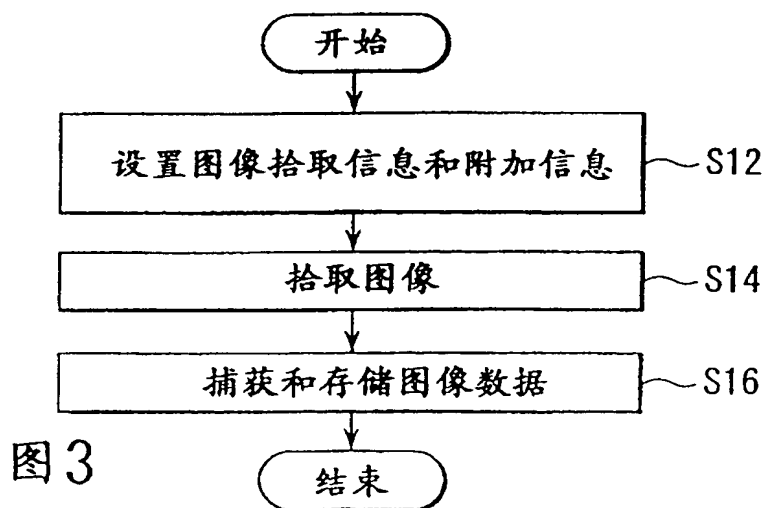 开始
设置图像拾取信息和附加信息
S12
拾取图像
S14
捕获和存储图像数据
S16
图3
结束